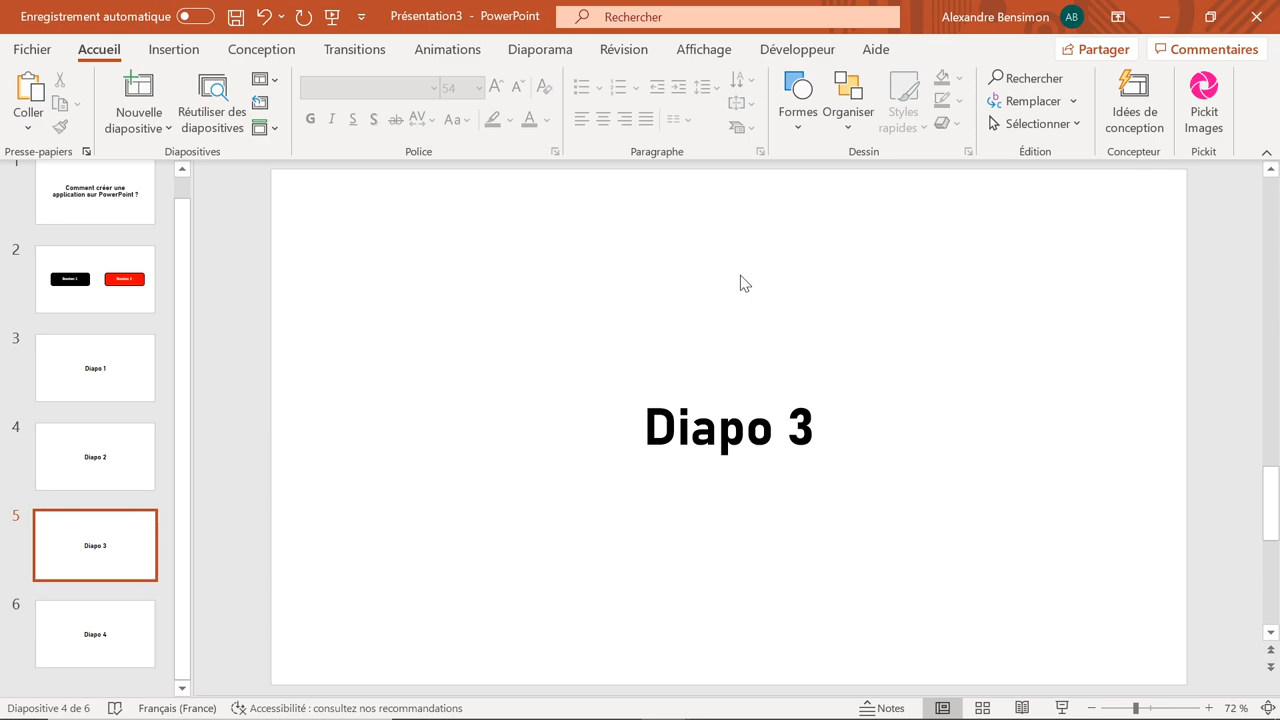 Enregistrement automatique
Présentation3 - PowerPoint
Rechercher
Alexandre Bensimon
AB
Fichier
Accueil
Insertion
Conception
Transitions
Animations
Diaporama
Révision
Affichage
Développeur
Aide
Partager
Commentaires
Coller
Nouvelle
diapositive
Réutiliser des
diapositives
Aa
Formes
Organiser
Styles
rapides
Rechercher
Remplacer
Sélectionner
Idées de
conception
Pickit
Images
Presse-papiers
Diapositives
Police
Paragraphe
Dessin
Édition
Concepteur
Pickit
1
Comment créer une
application sur PowerPoint ?
2
3
Diapo 1
4
Diapo 2
5
Diapo 3
6
Diapo 4
Diapo 3
Diapositive 4 de 6
Français (France)
Accessibilité : consultez nos recommandations
Notes
72 %